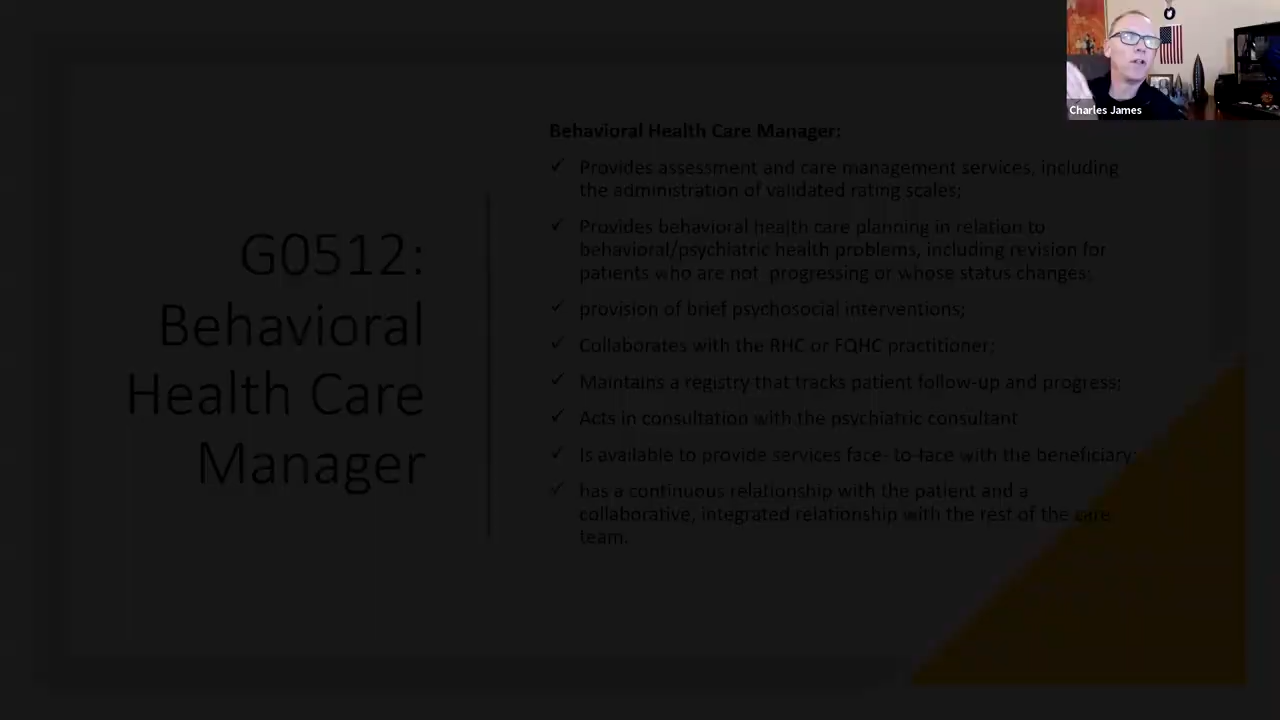 G0512:
Behavioral
Health Care
Manager
Behavioral Health Care Manager:
✓ Provides assessment and care management services, including
the administration of validated rating scales;
✓ Provides behavioral health care planning in relation to
behavioral/psychiatric health problems, including revision for
patients who are not progressing or whose status changes;
✓ provision of brief psychosocial interventions;
✓ Collaborates with the RHC or FQHC practitioner;
✓ Maintains a registry that tracks patient follow-up and progress;
✓ Acts in consultation with the psychiatric consultant
✓ Is available to provide services face- to-face with the beneficiary;
✓ has a continuous relationship with the patient and a
collaborative, integrated relationship with the rest of the care
team.
Charles James